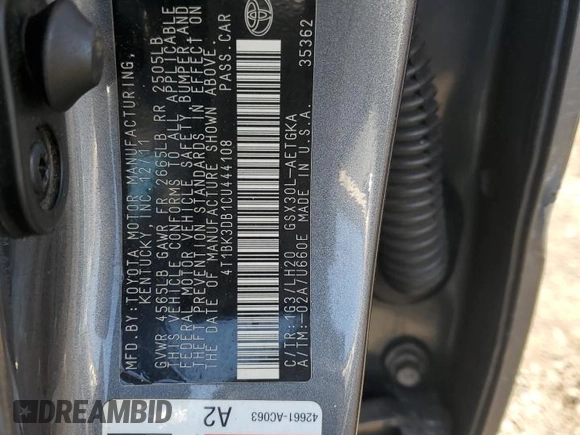 MFD.BY:TOYOTA MOTOR MANUFACTURING,
KENTUCKY, INC. 12/11
GVWR 4565LB GAWR FR 2665LB RR 2505LB
THIS VEHICLE CONFORMS TO ALL APPLICABLE
FEDERAL MOTOR VEHICLE SAFETY, BUMPER, AND
THEFT PREVENTION STANDARDS IN EFFECT ON
THE DATE OF MANUFACTURE SHOWN ABOVE.
4T1BK3DB1CU444108 PASS.CAR
C/TR:1G3/LH20 GSX30L-AETGKA
A/TM:-02A/U660E MADE IN U.S.A.
35362
TOYOTA
42661-AC063
A2
DREAMBID